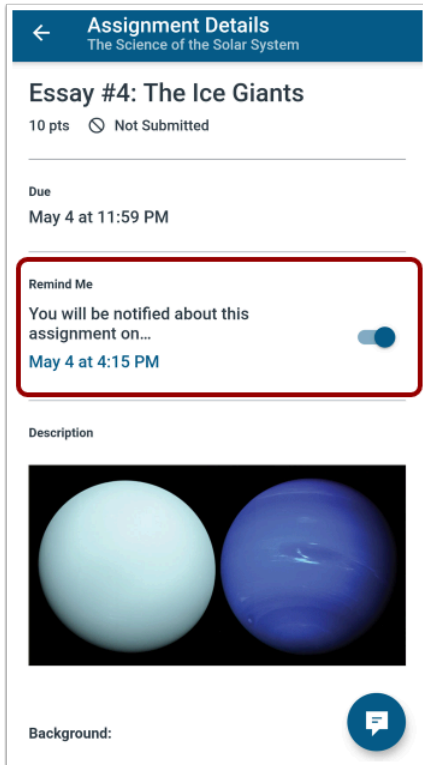 Assignment Details
The Science of the Solar System
Essay #4: The Ice Giants
10 pts Not Submitted
Due
May 4 at 11:59 PM
Remind Me
You will be notified about this
assignment on...
May 4 at 4:15 PM
Description
Background: